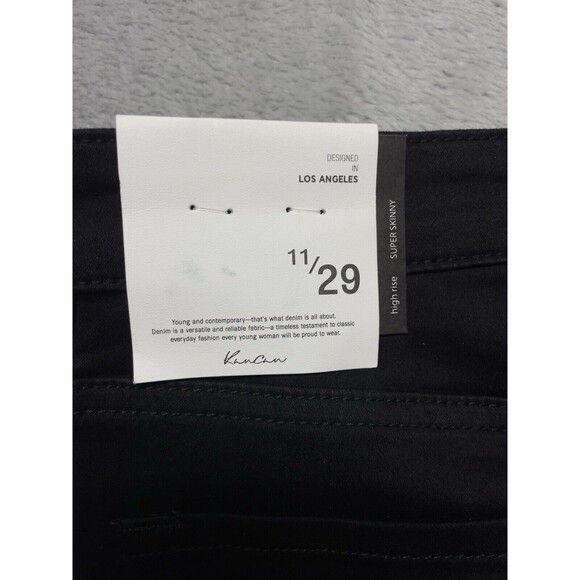 DESIGNED
IN
LOS ANGELES
11/29
Young and contemporary—that's what denim is all about.
Denim is a versatile and reliable fabric—a timeless testament to classic
everyday fashion every young woman will be proud to wear.
KanCan
high rise SUPER SKINNY